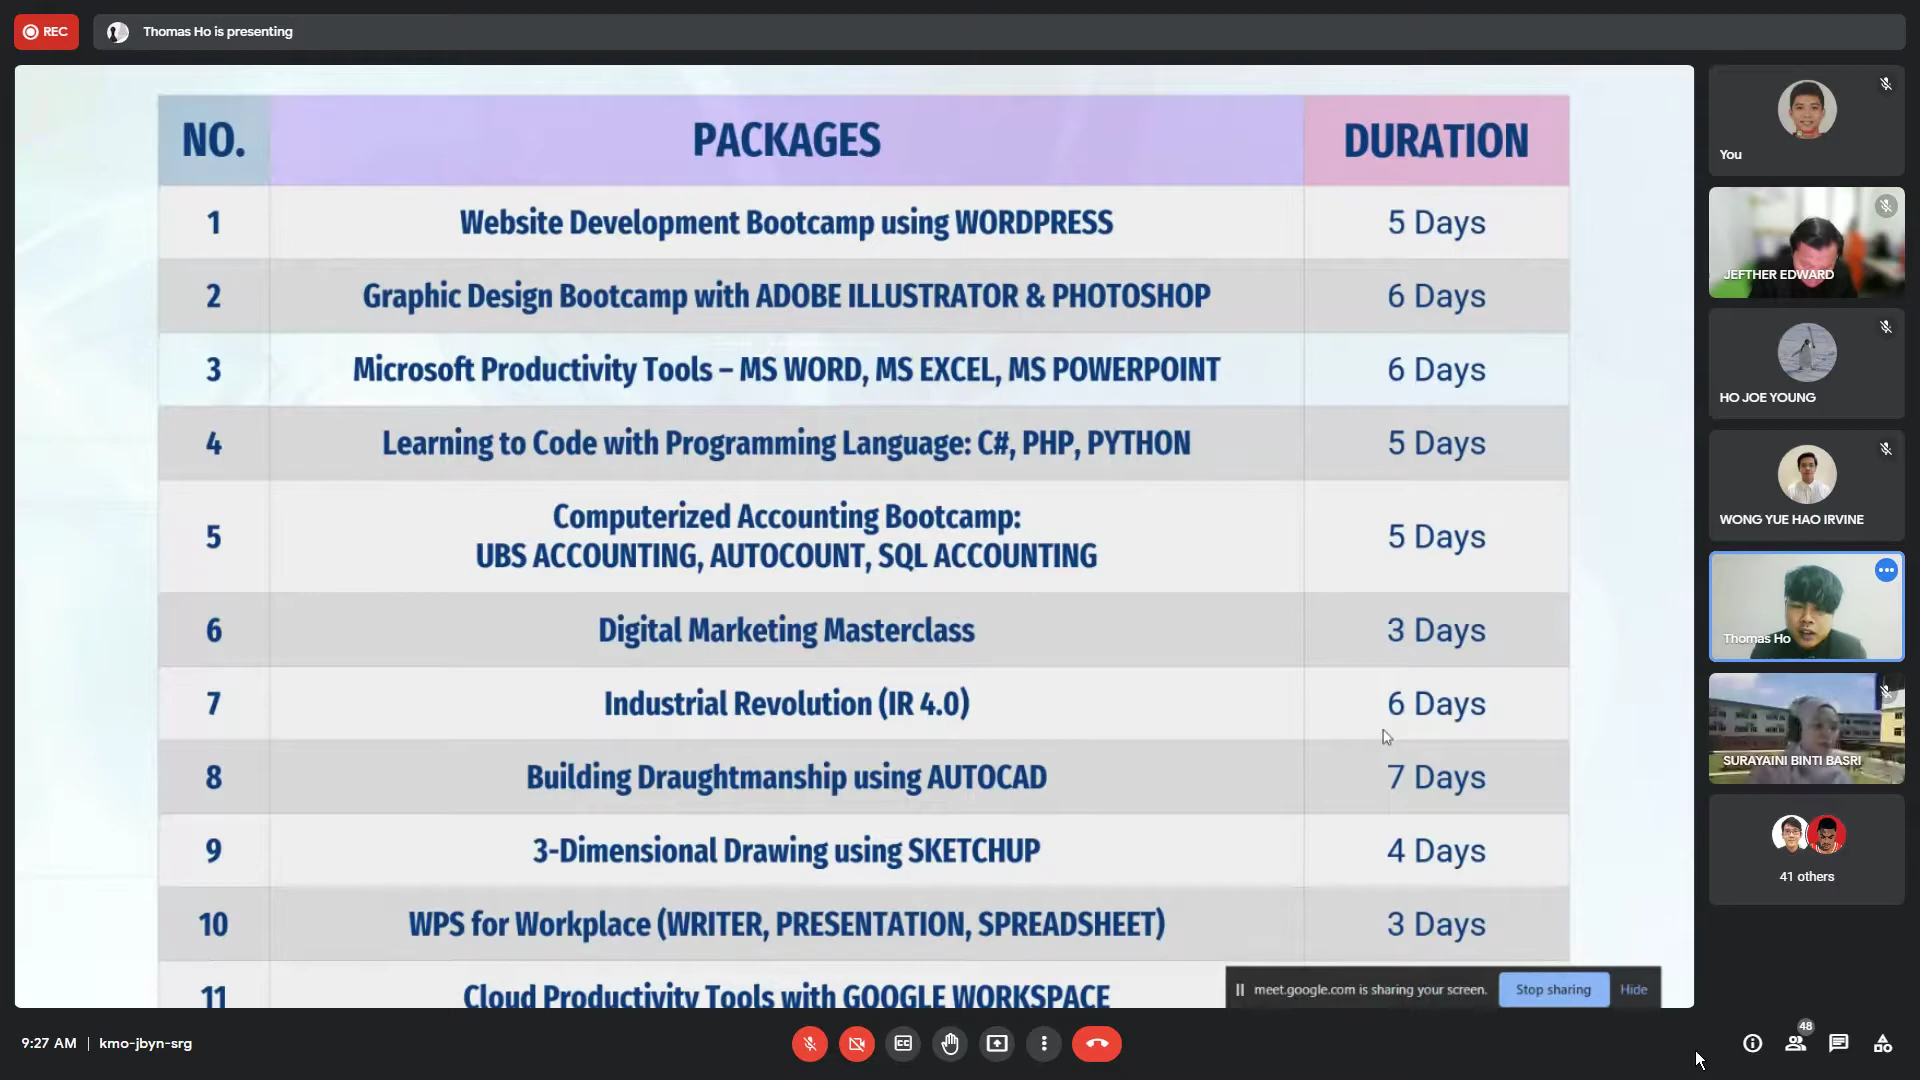 REC
Thomas Ho is presenting
NO. PACKAGES DURATION
1 Website Development Bootcamp using WORDPRESS 5 Days
2 Graphic Design Bootcamp with ADOBE ILLUSTRATOR & PHOTOSHOP 6 Days
3 Microsoft Productivity Tools – MS WORD, MS EXCEL, MS POWERPOINT 6 Days
4 Learning to Code with Programming Language: C#, PHP, PYTHON 5 Days
5 Computerized Accounting Bootcamp:
UBS ACCOUNTING, AUTOCOUNT, SQL ACCOUNTING 5 Days
6 Digital Marketing Masterclass 3 Days
7 Industrial Revolution (IR 4.0) 6 Days
8 Building Draughtmanship using AUTOCAD 7 Days
9 3-Dimensional Drawing using SKETCHUP 4 Days
10 WPS for Workplace (WRITER, PRESENTATION, SPREADSHEET) 3 Days
11 Cloud Productivity Tools with GOOGLE WORKSPACE
meet.google.com is sharing your screen. Stop sharing Hide
You
JEFTHER EDWARD
HO JOE YOUNG
WONG YUE HAO IRVINE
Thomas Ho
SURAYAINI BINTI BASRI
41 others
9:27 AM | kmo-jbyn-srg
CC
48